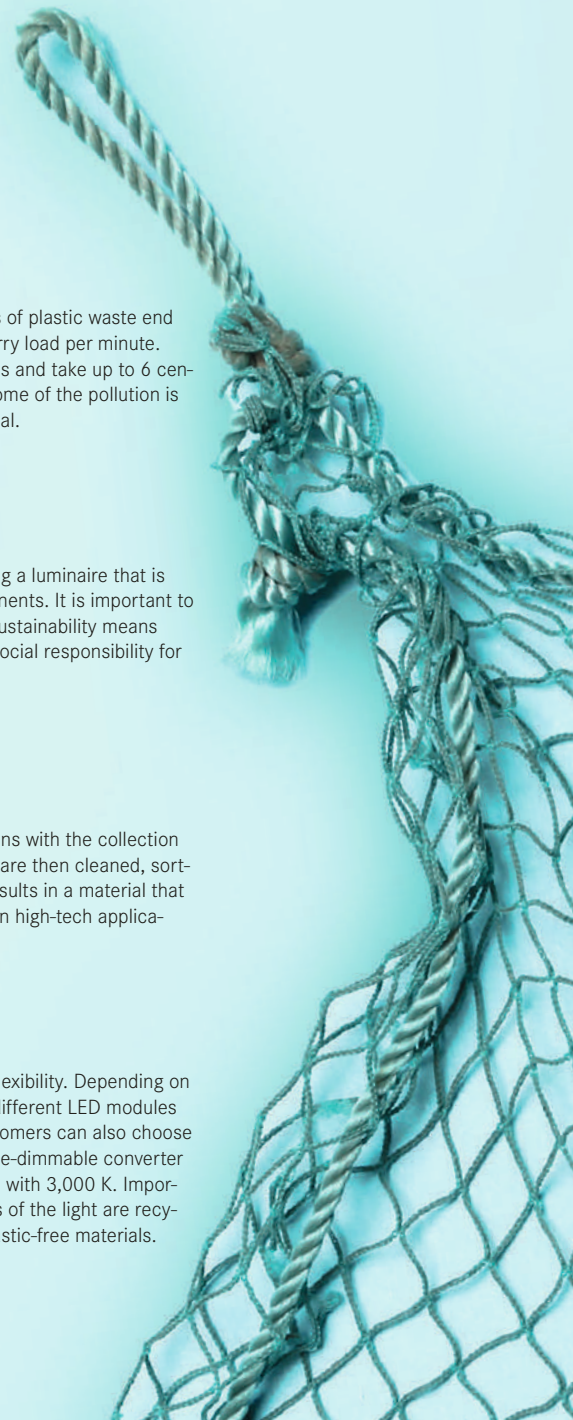 s of plastic waste end
rry load per minute.
s and take up to 6 cen-
ome of the pollution is
al.
g a luminaire that is
nents. It is important to
ustainability means
ocial responsibility for
ns with the collection
are then cleaned, sort-
sults in a material that
n high-tech applica-
exibility. Depending on
different LED modules
omers can also choose
e-dimmable converter
with 3,000 K. Impor-
s of the light are recy-
stic-free materials.